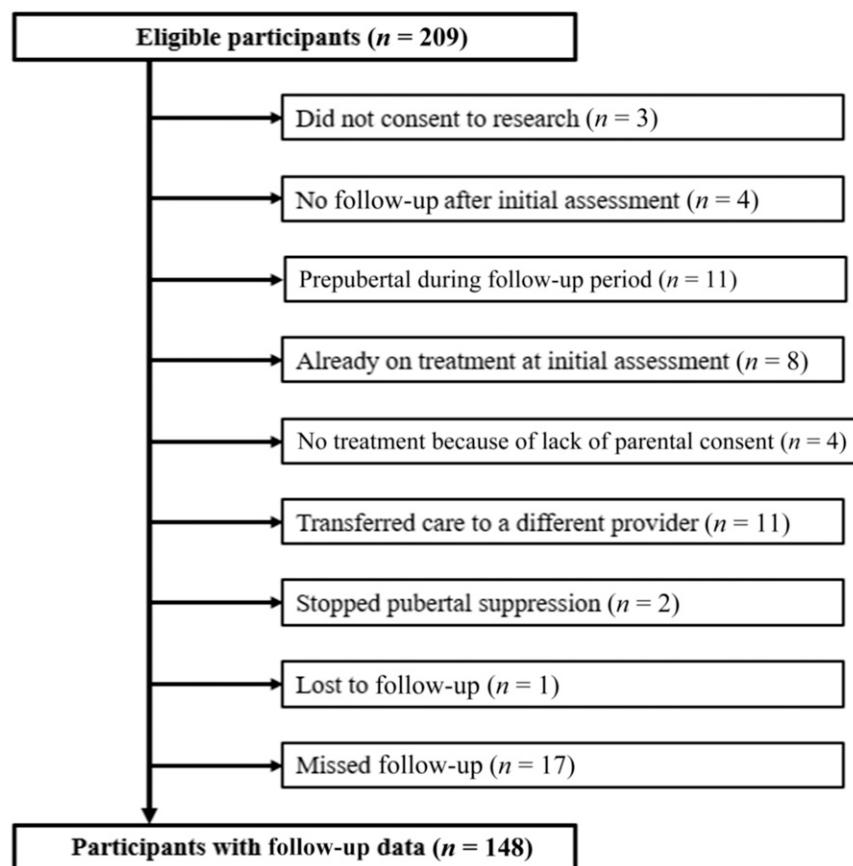 Eligible participants (n = 209)
Did not consent to research (n = 3)
No follow-up after initial assessment (n = 4)
Prepubertal during follow-up period (n = 11)
Already on treatment at initial assessment (n = 8)
No treatment because of lack of parental consent (n = 4)
Transferred care to a different provider (n = 11)
Stopped pubertal suppression (n = 2)
Lost to follow-up (n = 1)
Missed follow-up (n = 17)
Participants with follow-up data (n = 148)